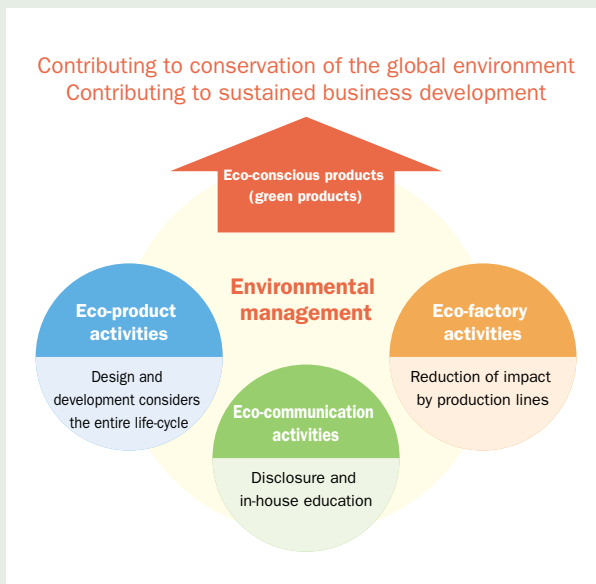 Contributing to conservation of the global environment
Contributing to sustained business development
Eco-conscious products
(green products)
Environmental
management
Eco-product
activities
Design and
development considers
the entire life-cycle
Eco-communication
activities
Disclosure and
in-house education
Eco-factory
activities
Reduction of impact
by production lines